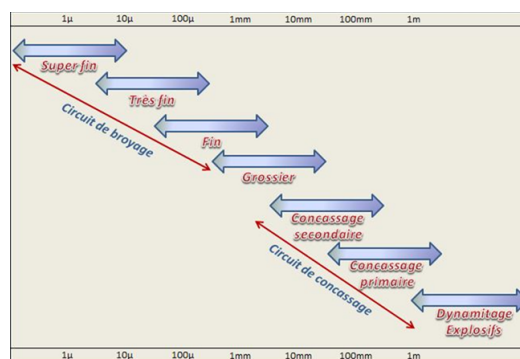 1µ 10µ 100µ 1mm 10mm 100mm 1m
Super fin
Très fin
Circuit de broyage
Fin
Grossier
Concassage
secondaire
Circuit de concassage
Concassage
primaire
Dynamitage
Explosifs
1µ 10µ 100µ 1mm 10mm 100mm 1m